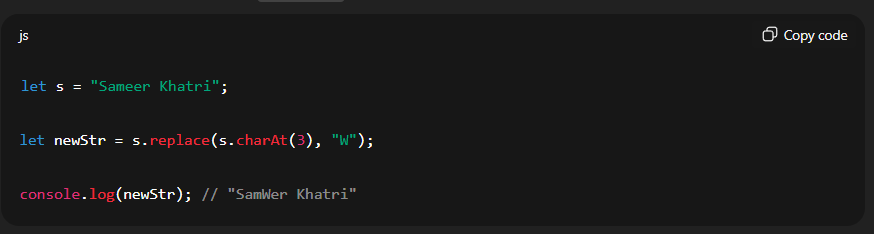 js
Copy code
let s = "Sameer Khatri";
let newStr = s.replace(s.charAt(3), "W");
console.log(newStr); // "SamWer Khatri"